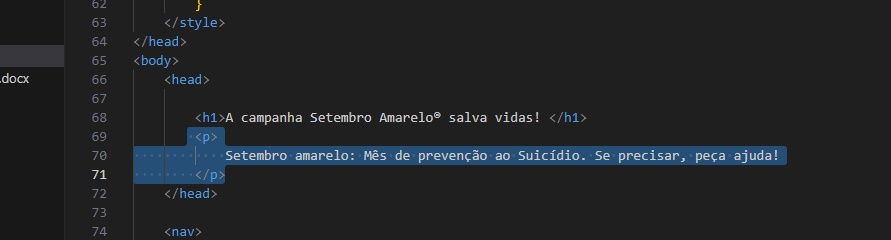 62 }
63 </style>
64 </head>
65 <body>
.docx 66 <head>
67
68 <h1>A campanha Setembro Amarelo® salva vidas! </h1>
69 <p>
70 Setembro amarelo: Mês de prevenção ao Suicídio. Se precisar, peça ajuda!
71 </p>
72 </head>
73
74 <nav>